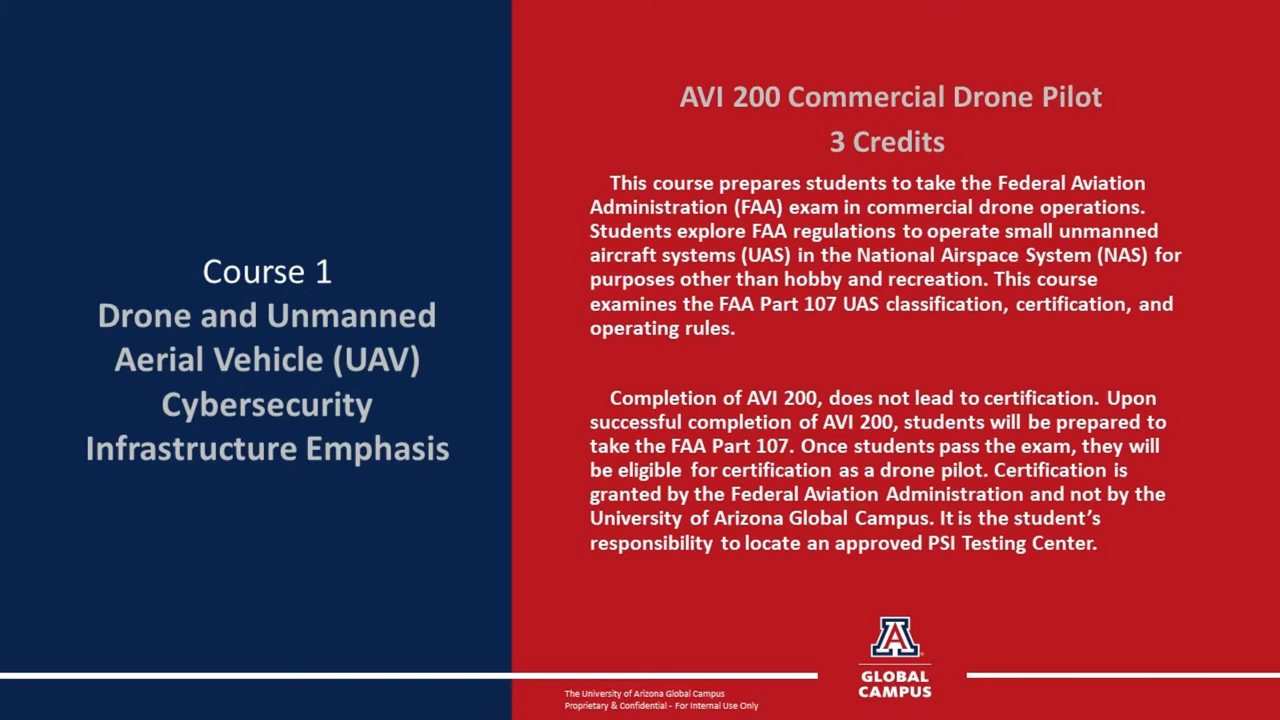 Course 1
Drone and Unmanned
Aerial Vehicle (UAV)
Cybersecurity
Infrastructure Emphasis
AVI 200 Commercial Drone Pilot
3 Credits
This course prepares students to take the Federal Aviation
Administration (FAA) exam in commercial drone operations.
Students explore FAA regulations to operate small unmanned
aircraft systems (UAS) in the National Airspace System (NAS) for
purposes other than hobby and recreation. This course
examines the FAA Part 107 UAS classification, certification, and
operating rules.
Completion of AVI 200, does not lead to certification. Upon
successful completion of AVI 200, students will be prepared to
take the FAA Part 107. Once students pass the exam, they will
be eligible for certification as a drone pilot. Certification is
granted by the Federal Aviation Administration and not by the
University of Arizona Global Campus. It is the student’s
responsibility to locate an approved PSI Testing Center.
A
GLOBAL
CAMPUS
The University of Arizona Global Campus
Proprietary & Confidential - For Internal Use Only